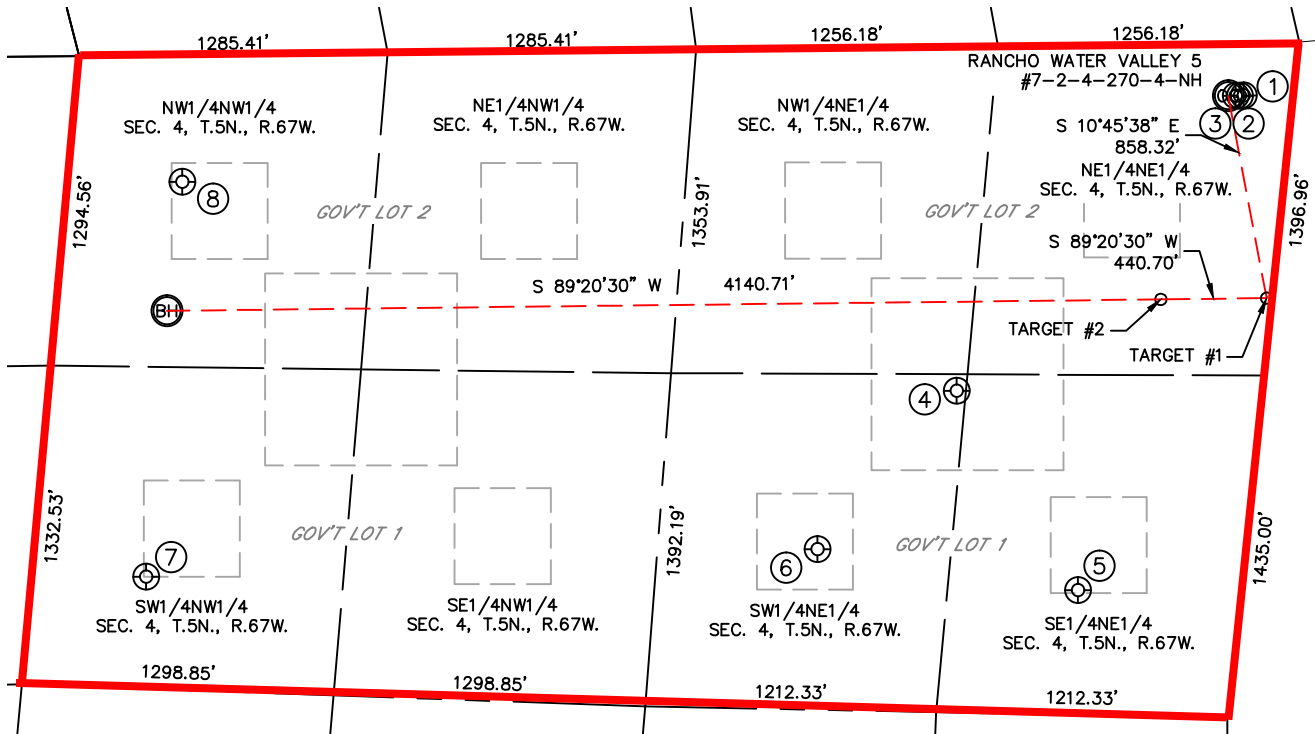 1285.41'
1285.41'
1256.18'
1256.18'
RANCHO WATER VALLEY 5
#7-2-4-270-4-NH
1
3
2
NW1/4NW1/4
SEC. 4, T.5N., R.67W.
NE1/4NW1/4
SEC. 4, T.5N., R.67W.
NW1/4NE1/4
SEC. 4, T.5N., R.67W.
S 10°45'38" E
858.32'
NE1/4NE1/4
SEC. 4, T.5N., R.67W.
8
GOV'T LOT 2
GOV'T LOT 2
1294.56'
1353.91'
1396.96'
S 89°20'30" W
440.70'
S 89°20'30" W 4140.71'
BH
TARGET #2
TARGET #1
4
1332.53'
GOV'T LOT 1
1392.19'
GOV'T LOT 1
1435.00'
7
6
5
SW1/4NW1/4
SEC. 4, T.5N., R.67W.
SE1/4NW1/4
SEC. 4, T.5N., R.67W.
SW1/4NE1/4
SEC. 4, T.5N., R.67W.
SE1/4NE1/4
SEC. 4, T.5N., R.67W.
1298.85'
1298.85'
1212.33'
1212.33'